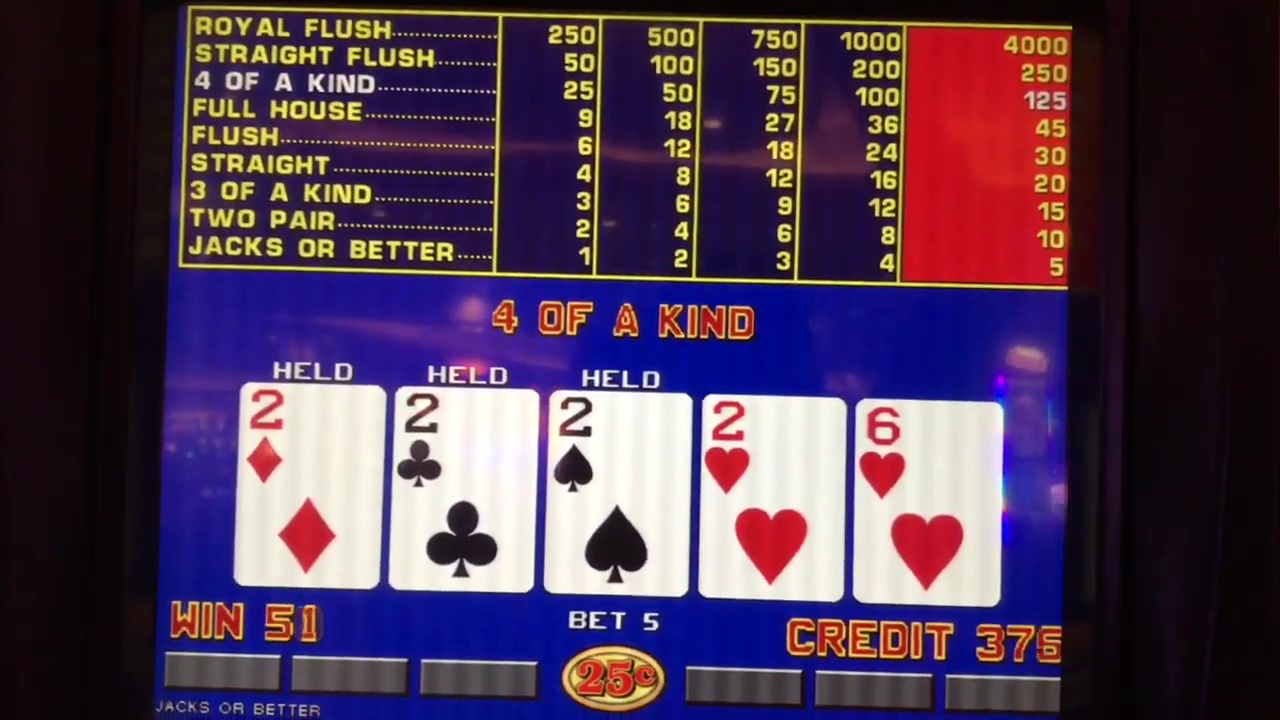 ROYAL FLUSH 250 500 750 1000 4000
STRAIGHT FLUSH 50 100 150 200 250
4 OF A KIND 25 50 75 100 125
FULL HOUSE 9 18 27 36 45
FLUSH 6 12 18 24 30
STRAIGHT 4 8 12 16 20
3 OF A KIND 3 6 9 12 15
TWO PAIR 2 4 6 8 10
JACKS OR BETTER 1 2 3 4 5
4 OF A KIND
HELD HELD HELD
2 2 2 2 6
WIN 51 BET 5 CREDIT 376
25¢
JACKS OR BETTER